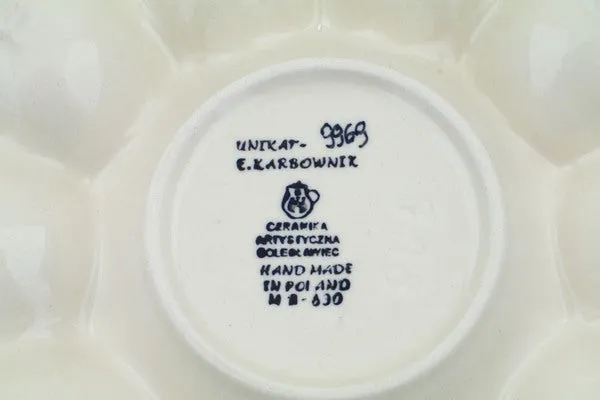 UNIKAT- 9969
E.KARBOWNIK
CERAMIKA
ARTYSTYCZNA
BOLESŁAWIEC
HAND MADE
IN POLAND